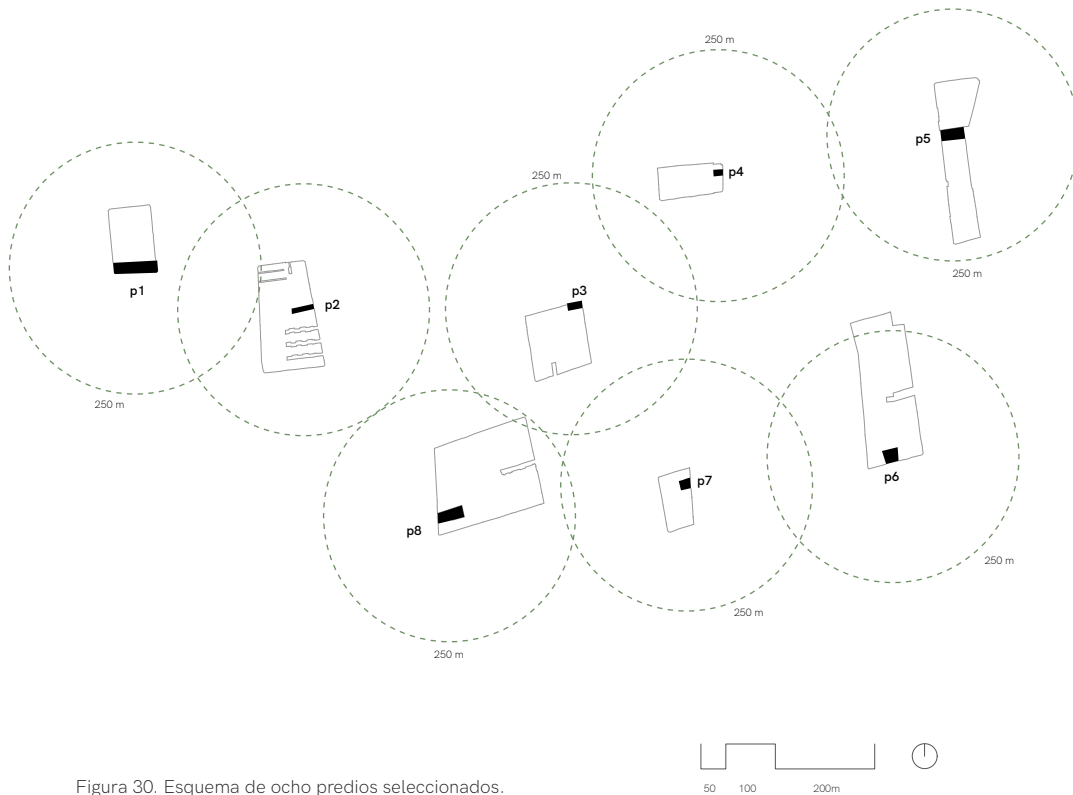 250 m
p5
250 m
p4
250 m
p3
250 m
p1
p2
250 m
p6
p7
p8
250 m
250 m
250 m
50 100 200m
Figura 30. Esquema de ocho predios seleccionados.